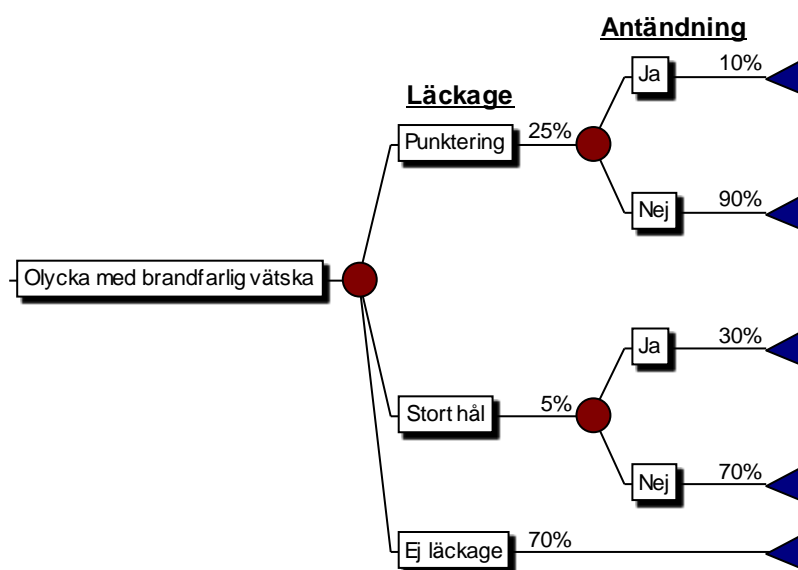 Antändning
Ja 10%
Läckage
Punktering 25%
Nej 90%
Olycka med brandfarlig vätska
Ja 30%
Stort hål 5%
Nej 70%
Ej läckage 70%